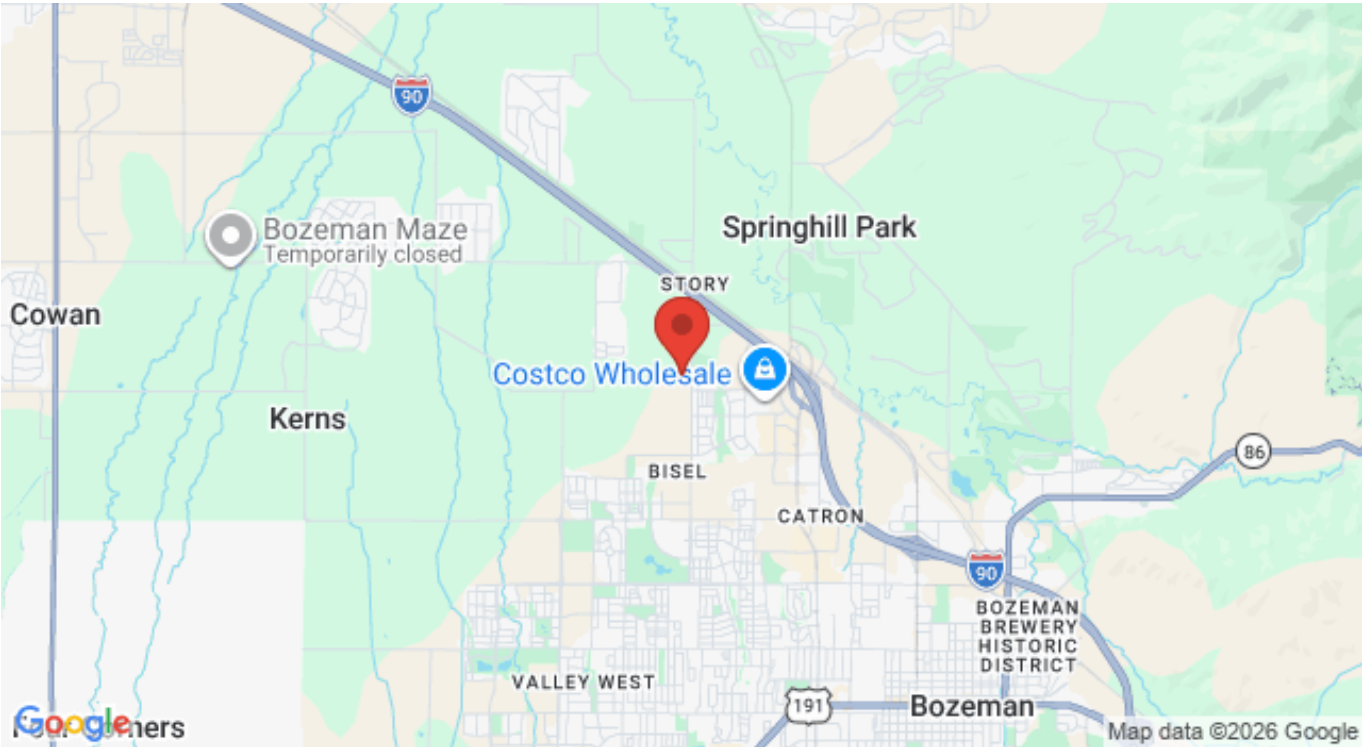 90
Springhill Park
Bozeman Maze
Temporarily closed
STORY
Cowan
Costco Wholesale
Kerns
86
BISEL
CATRON
90
BOZEMAN
BREWERY
HISTORIC
DISTRICT
VALLEY WEST
191
Bozeman
Google
Map data ©2026 Google